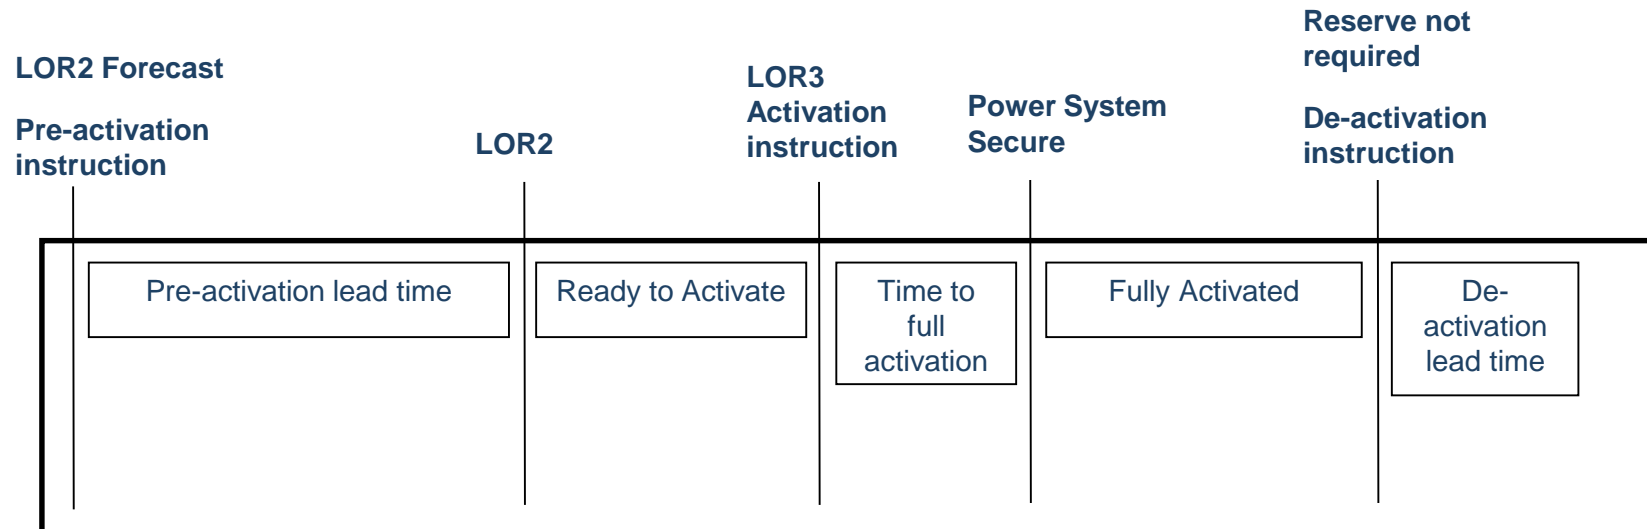 LOR2 Forecast
Pre-activation
instruction
LOR2
LOR3
Activation
instruction
Power System
Secure
Reserve not
required
De-activation
instruction
Pre-activation lead time
Ready to Activate
Time to
full
activation
Fully Activated
De-
activation
lead time